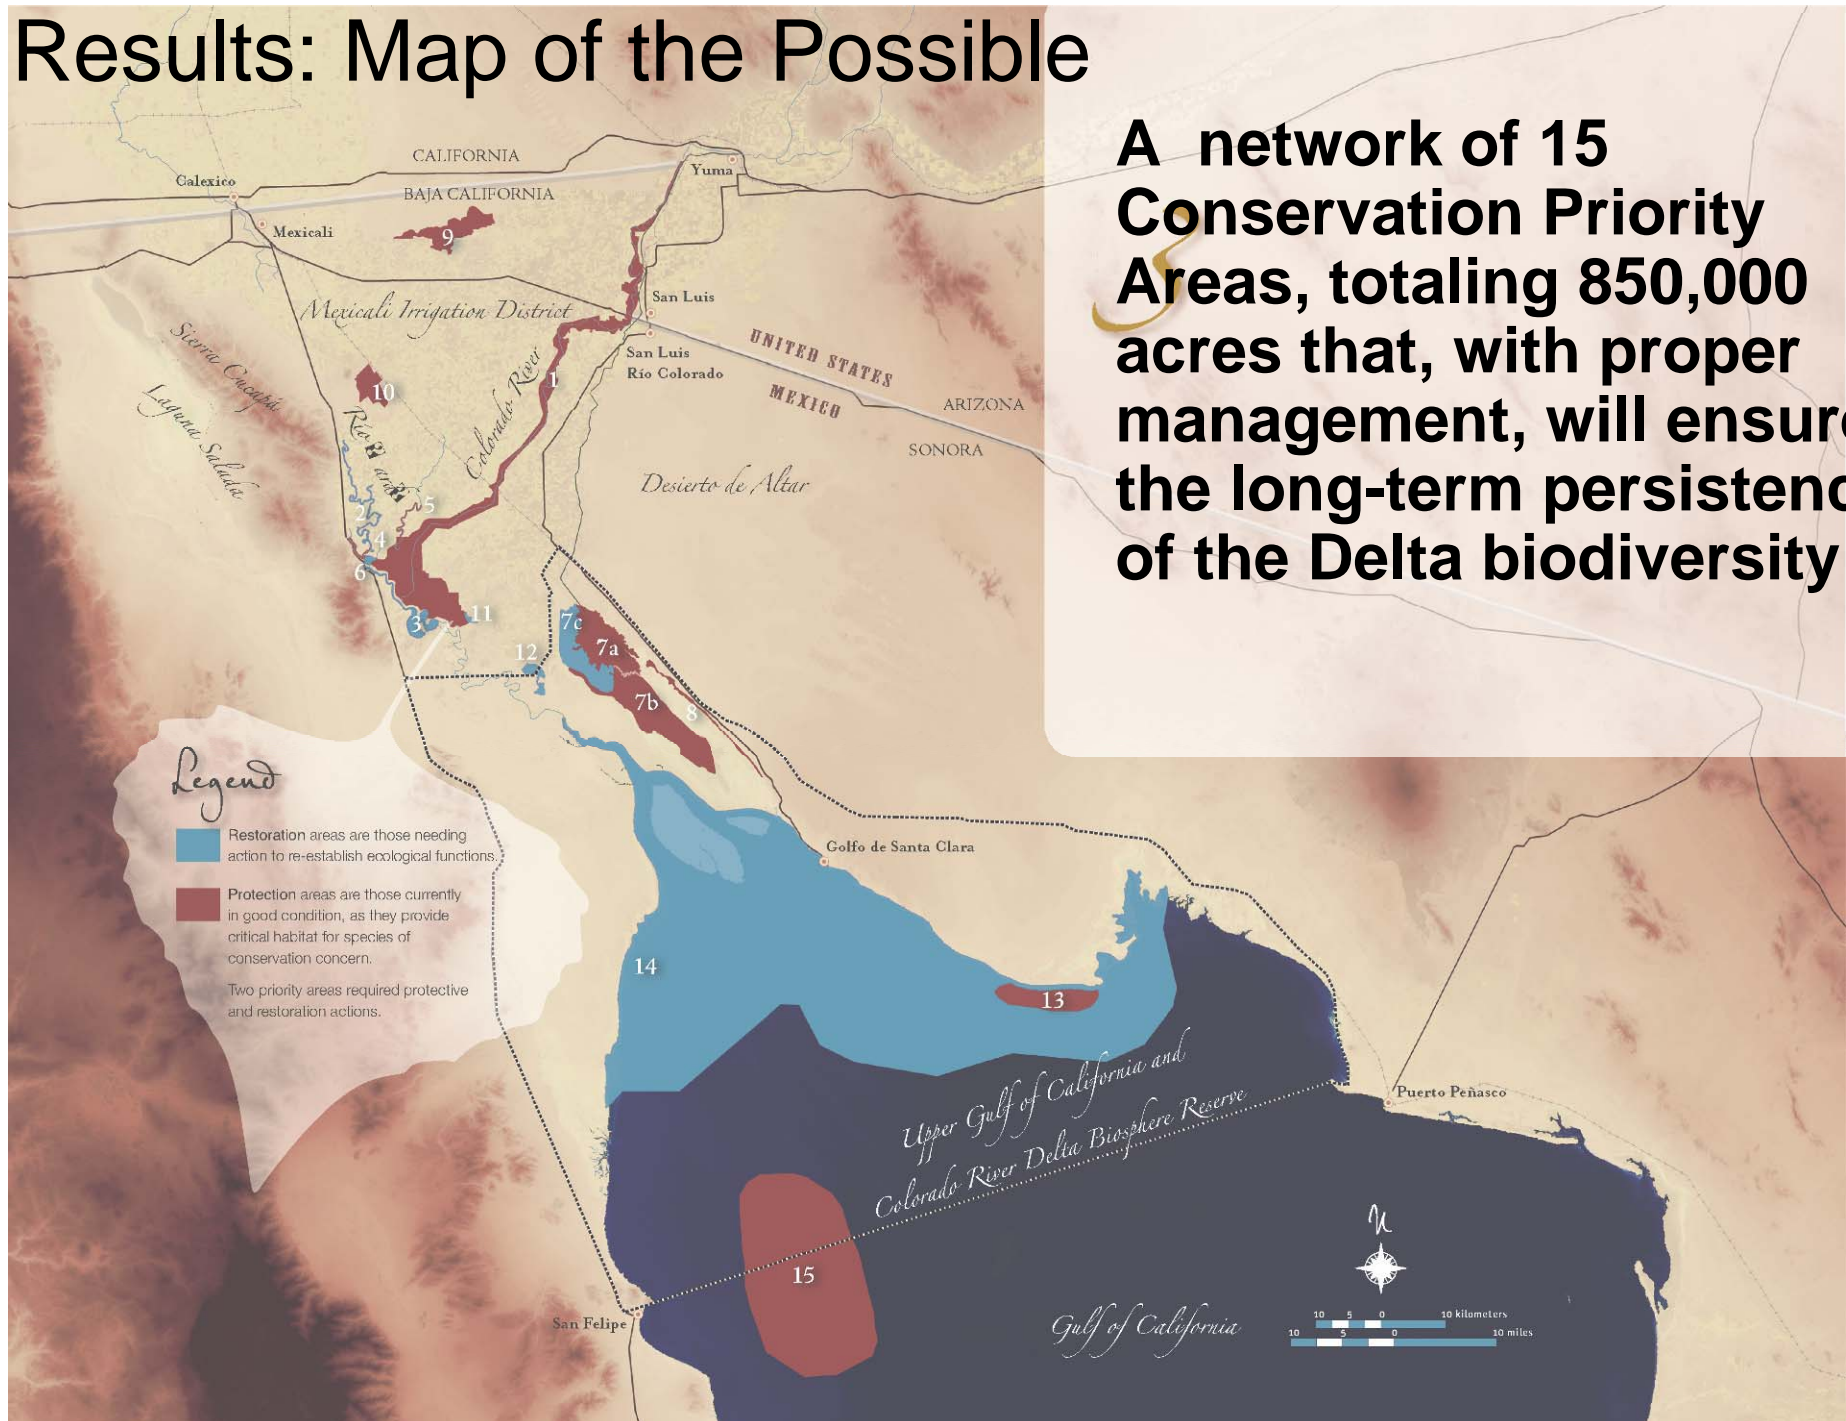 Results: Map of the Possible
A network of 15
Conservation Priority
Areas, totaling 850,000
acres that, with proper
management, will ensure
the long-term persistenc
of the Delta biodiversity
CALIFORNIA
BAJA CALIFORNIA
Calexico
Mexicali
Yuma
9
Mexicali Irrigation District
San Luis
San Luis
Río Colorado
UNITED STATES
MEXICO
ARIZONA
SONORA
Sierra Cucapá
Laguna Salada
10
Río
Colorado River
1
Desierto de Altar
2
5
4
6
3
11
12
7c
7a
7b
8
Legend
Restoration areas are those needing
action to re-establish ecological functions.
Protection areas are those currently
in good condition, as they provide
critical habitat for species of
conservation concern.
Two priority areas required protective
and restoration actions.
Golfo de Santa Clara
14
13
Upper Gulf of California and
Colorado River Delta Biosphere Reserve
Puerto Peñasco
15
San Felipe
Gulf of California
N
10 5 0 10 kilometers
10 5 0 10 miles